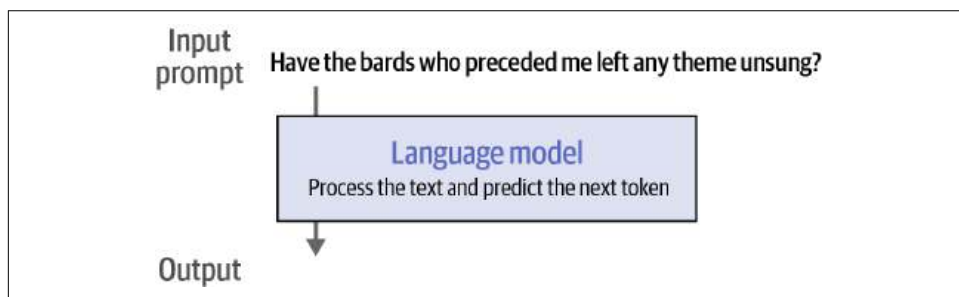 Input
prompt
Have the bards who preceded me left any theme unsung?
Language model
Process the text and predict the next token
Output